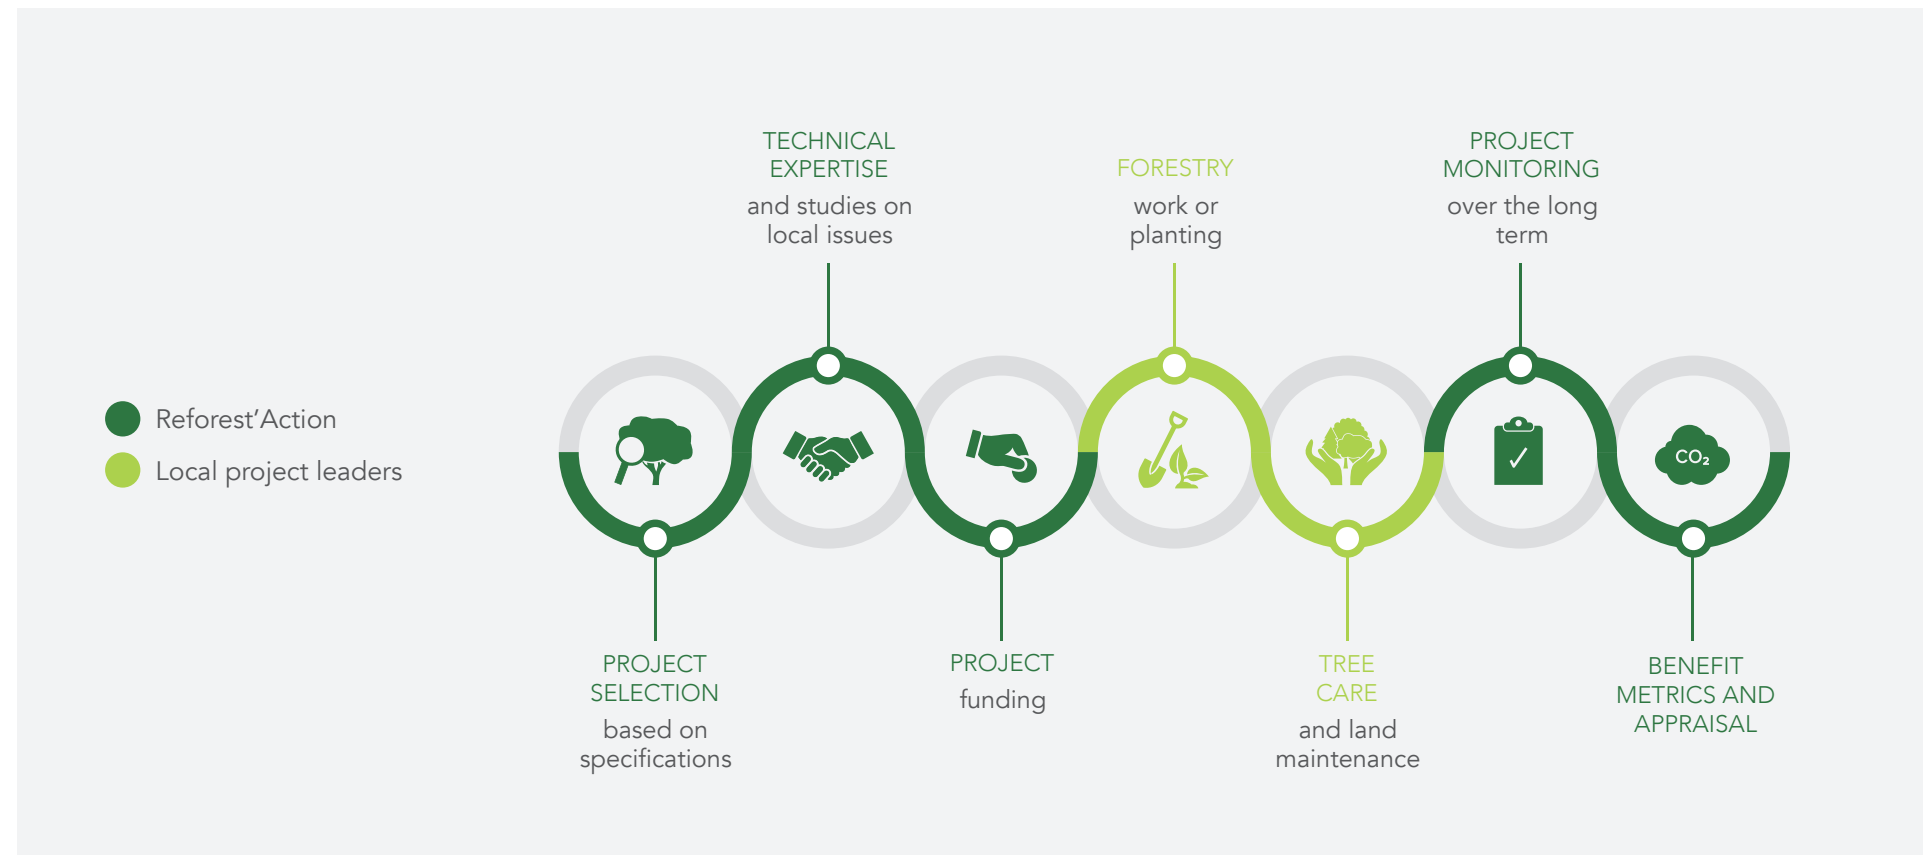 Reforest'Action
Local project leaders
PROJECT
SELECTION
based on
specifications
TECHNICAL
EXPERTISE
and studies on
local issues
PROJECT
funding
FORESTRY
work or
planting
TREE
CARE
and land
maintenance
PROJECT
MONITORING
over the long
term
CO₂
BENEFIT
METRICS AND
APPRAISAL